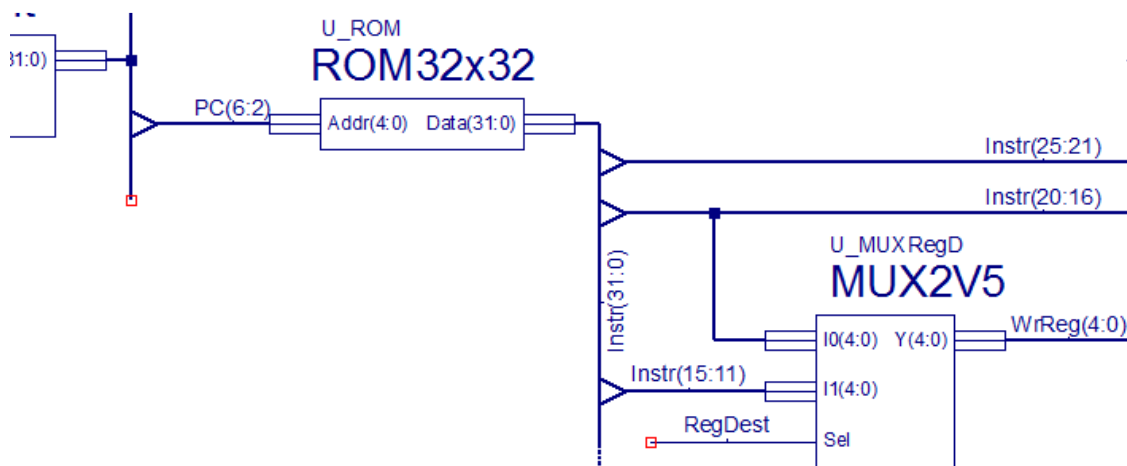 31:0)
U_ROM
ROM32x32
PC(6:2)
Addr(4:0) Data(31:0)
Instr(25:21)
Instr(20:16)
Instr(31:0)
U_MUXRegD
MUX2V5
I0(4:0) Y(4:0)
WrReg(4:0)
Instr(15:11)
I1(4:0)
RegDest
Sel